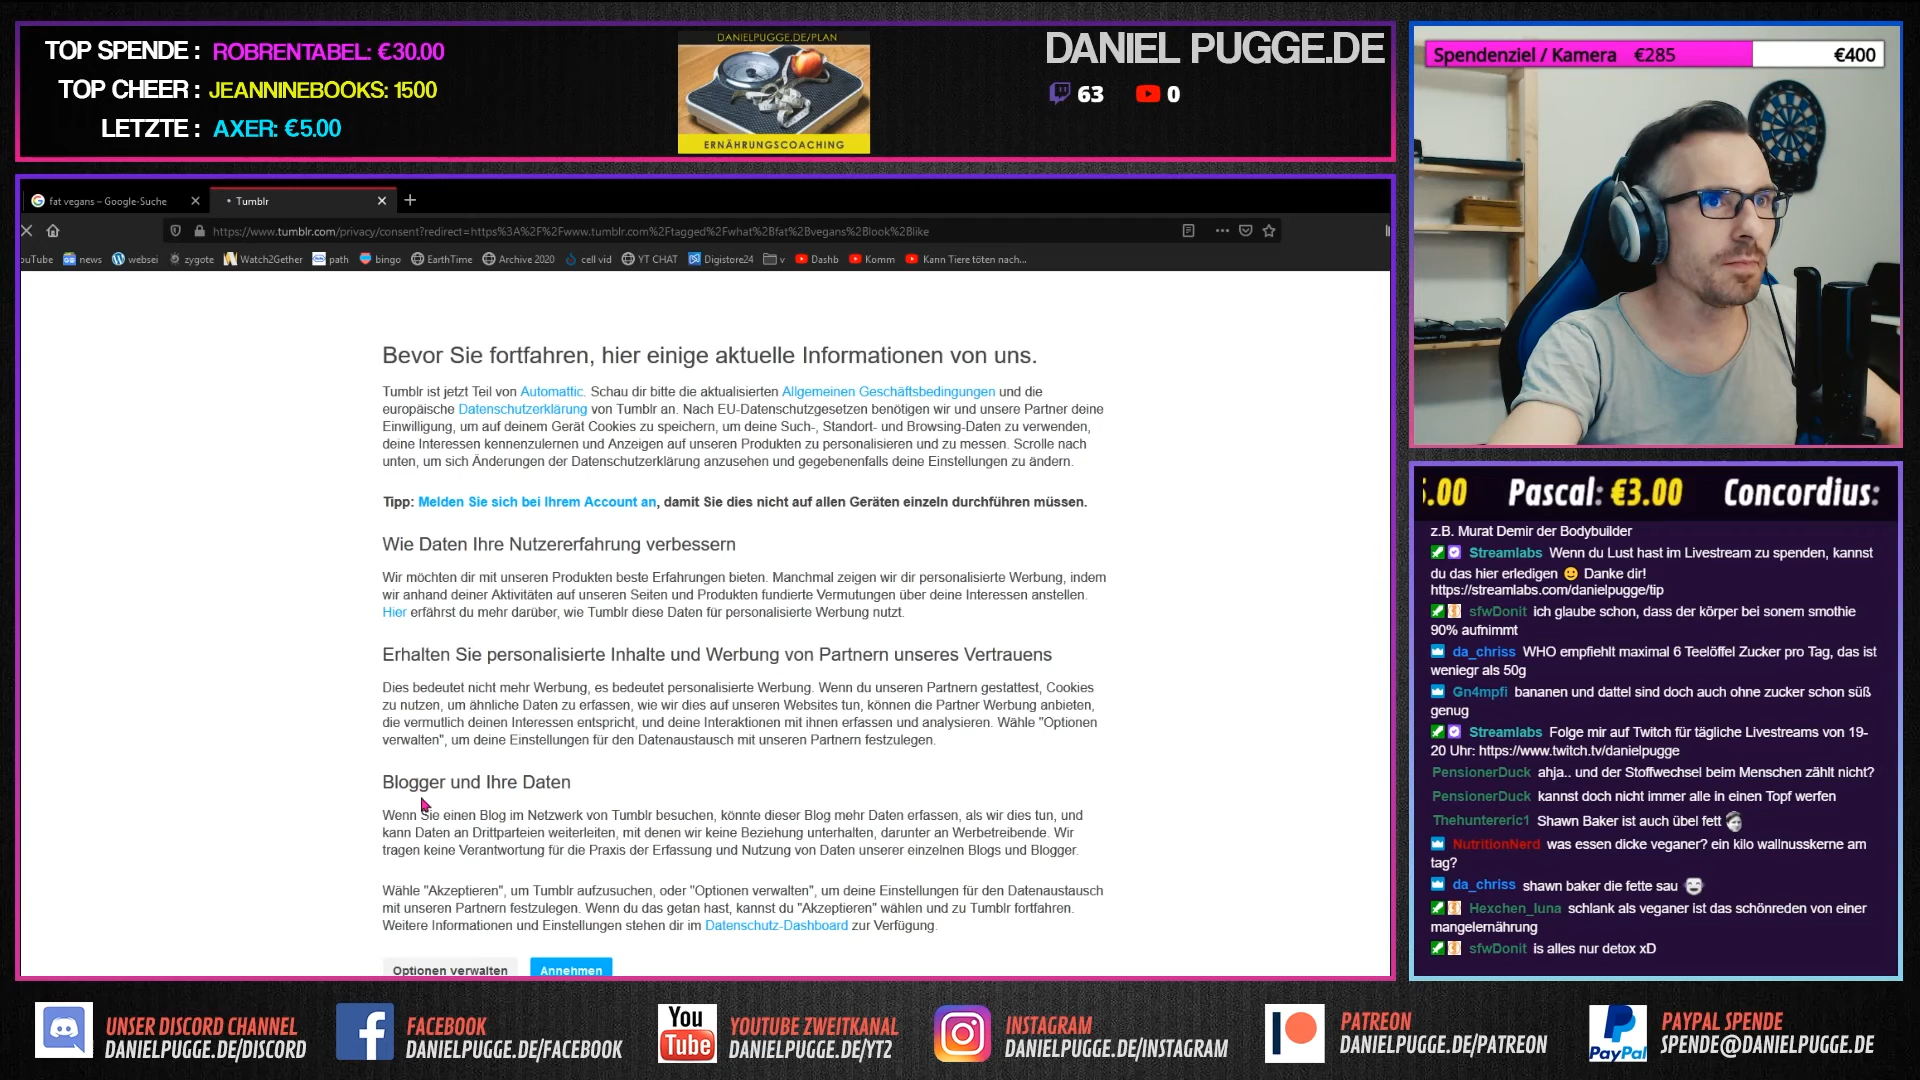 TOP SPENDE : ROBRENTABEL: €30.00
TOP CHEER : JEANNINEBOOKS: 1500
LETZTE : AXER: €5.00
DANIELPUGGE.DE/PLAN
ERNÄHRUNGSCOACHING
DANIEL PUGGE.DE
63 0
Spendenziel / Kamera €285 €400
fat vegans – Google-Suche
Tumblr
https://www.tumblr.com/privacy/consent?redirect=https%3A%2F%2Fwww.tumblr.com%2Ftagged%2Fwhat%2Bfat%2Bvegans%2Blook%2Blike
ouTube news websei zygote Watch2Gether path bingo EarthTime Archive 2020 cell vid YT CHAT Digistore24 v Dashb Komm Kann Tiere töten nach...
Bevor Sie fortfahren, hier einige aktuelle Informationen von uns.
Tumblr ist jetzt Teil von Automattic. Schau dir bitte die aktualisierten Allgemeinen Geschäftsbedingungen und die
europäische Datenschutzerklärung von Tumblr an. Nach EU-Datenschutzgesetzen benötigen wir und unsere Partner deine
Einwilligung, um auf deinem Gerät Cookies zu speichern, um deine Such-, Standort- und Browsing-Daten zu verwenden,
deine Interessen kennenzulernen und Anzeigen auf unseren Produkten zu personalisieren und zu messen. Scrolle nach
unten, um sich Änderungen der Datenschutzerklärung anzusehen und gegebenenfalls deine Einstellungen zu ändern.
Tipp: Melden Sie sich bei Ihrem Account an, damit Sie dies nicht auf allen Geräten einzeln durchführen müssen.
Wie Daten Ihre Nutzererfahrung verbessern
Wir möchten dir mit unseren Produkten beste Erfahrungen bieten. Manchmal zeigen wir dir personalisierte Werbung, indem
wir anhand deiner Aktivitäten auf unseren Seiten und Produkten fundierte Vermutungen über deine Interessen anstellen.
Hier erfährst du mehr darüber, wie Tumblr diese Daten für personalisierte Werbung nutzt.
Erhalten Sie personalisierte Inhalte und Werbung von Partnern unseres Vertrauens
Dies bedeutet nicht mehr Werbung, es bedeutet personalisierte Werbung. Wenn du unseren Partnern gestattest, Cookies
zu nutzen, um ähnliche Daten zu erfassen, wie wir dies auf unseren Websites tun, können die Partner Werbung anbieten,
die vermutlich deinen Interessen entspricht, und deine Interaktionen mit ihnen erfassen und analysieren. Wähle "Optionen
verwalten", um deine Einstellungen für den Datenaustausch mit unseren Partnern festzulegen.
Blogger und Ihre Daten
Wenn Sie einen Blog im Netzwerk von Tumblr besuchen, könnte dieser Blog mehr Daten erfassen, als wir dies tun, und
kann Daten an Drittparteien weiterleiten, mit denen wir keine Beziehung unterhalten, darunter an Werbetreibende. Wir
tragen keine Verantwortung für die Praxis der Erfassung und Nutzung von Daten unserer einzelnen Blogs und Blogger.
Wähle "Akzeptieren", um Tumblr aufzusuchen, oder "Optionen verwalten", um deine Einstellungen für den Datenaustausch
mit unseren Partnern festzulegen. Wenn du das getan hast, kannst du "Akzeptieren" wählen und zu Tumblr fortfahren.
Weitere Informationen und Einstellungen stehen dir im Datenschutz-Dashboard zur Verfügung.
Optionen verwalten Annehmen
5.00 Pascal: €3.00 Concordius:
z.B. Murat Demir der Bodybuilder
Streamlabs Wenn du Lust hast im Livestream zu spenden, kannst
du das hier erledigen Danke dir!
https://streamlabs.com/danielpugge/tip
sfwDonit ich glaube schon, dass der körper bei sonem smothie
90% aufnimmt
da_chriss WHO empfiehlt maximal 6 Teelöffel Zucker pro Tag, das ist
weniegr als 50g
Gn4mpfi bananen und dattel sind doch auch ohne zucker schon süß
genug
Streamlabs Folge mir auf Twitch für tägliche Livestreams von 19-
20 Uhr: https://www.twitch.tv/danielpugge
PensionerDuck ahja.. und der Stoffwechsel beim Menschen zählt nicht?
PensionerDuck kannst doch nicht immer alle in einen Topf werfen
Thehuntereric1 Shawn Baker ist auch übel fett
NutritionNerd was essen dicke veganer? ein kilo wallnusskerne am
tag?
da_chriss shawn baker die fette sau
Hexchen_luna schlank als veganer ist das schönreden von einer
mangelernährung
sfwDonit is alles nur detox xD
UNSER DISCORD CHANNEL
DANIELPUGGE.DE/DISCORD
FACEBOOK
DANIELPUGGE.DE/FACEBOOK
You
Tube
YOUTUBE ZWEITKANAL
DANIELPUGGE.DE/YT2
INSTAGRAM
DANIELPUGGE.DE/INSTAGRAM
PATREON
DANIELPUGGE.DE/PATREON
PayPal
PAYPAL SPENDE
SPENDE@DANIELPUGGE.DE